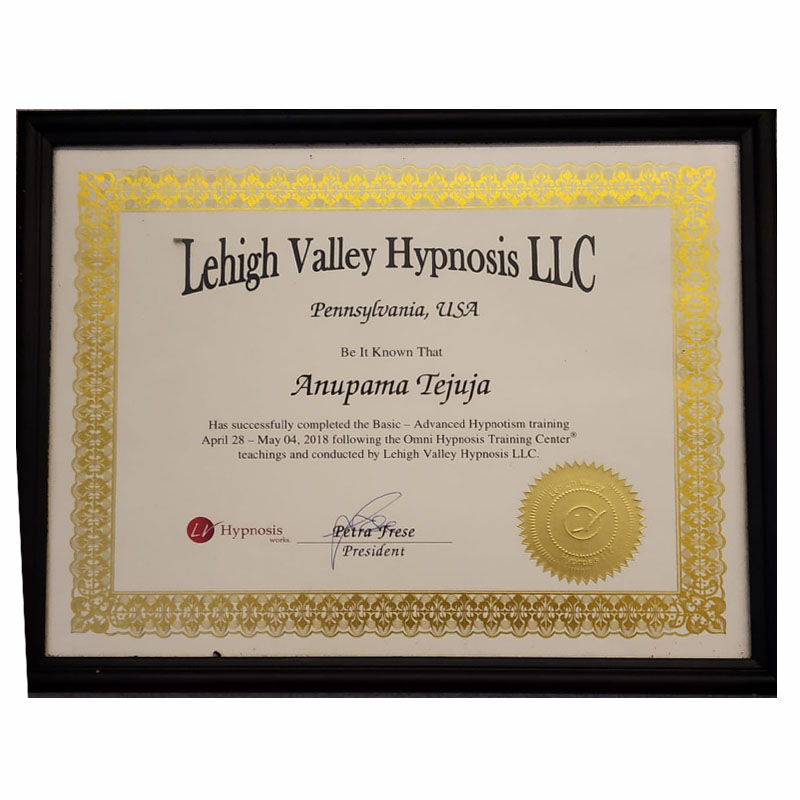 Lehigh Valley Hypnosis LLC
Pennsylvania, USA
Be It Known That
Anupama Tejuja
Has successfully completed the Basic – Advanced Hypnotism training
April 28 – May 04, 2018 following the Omni Hypnosis Training Center®
teachings and conducted by Lehigh Valley Hypnosis LLC.
LV Hypnosis
works.
Petra Frese
President